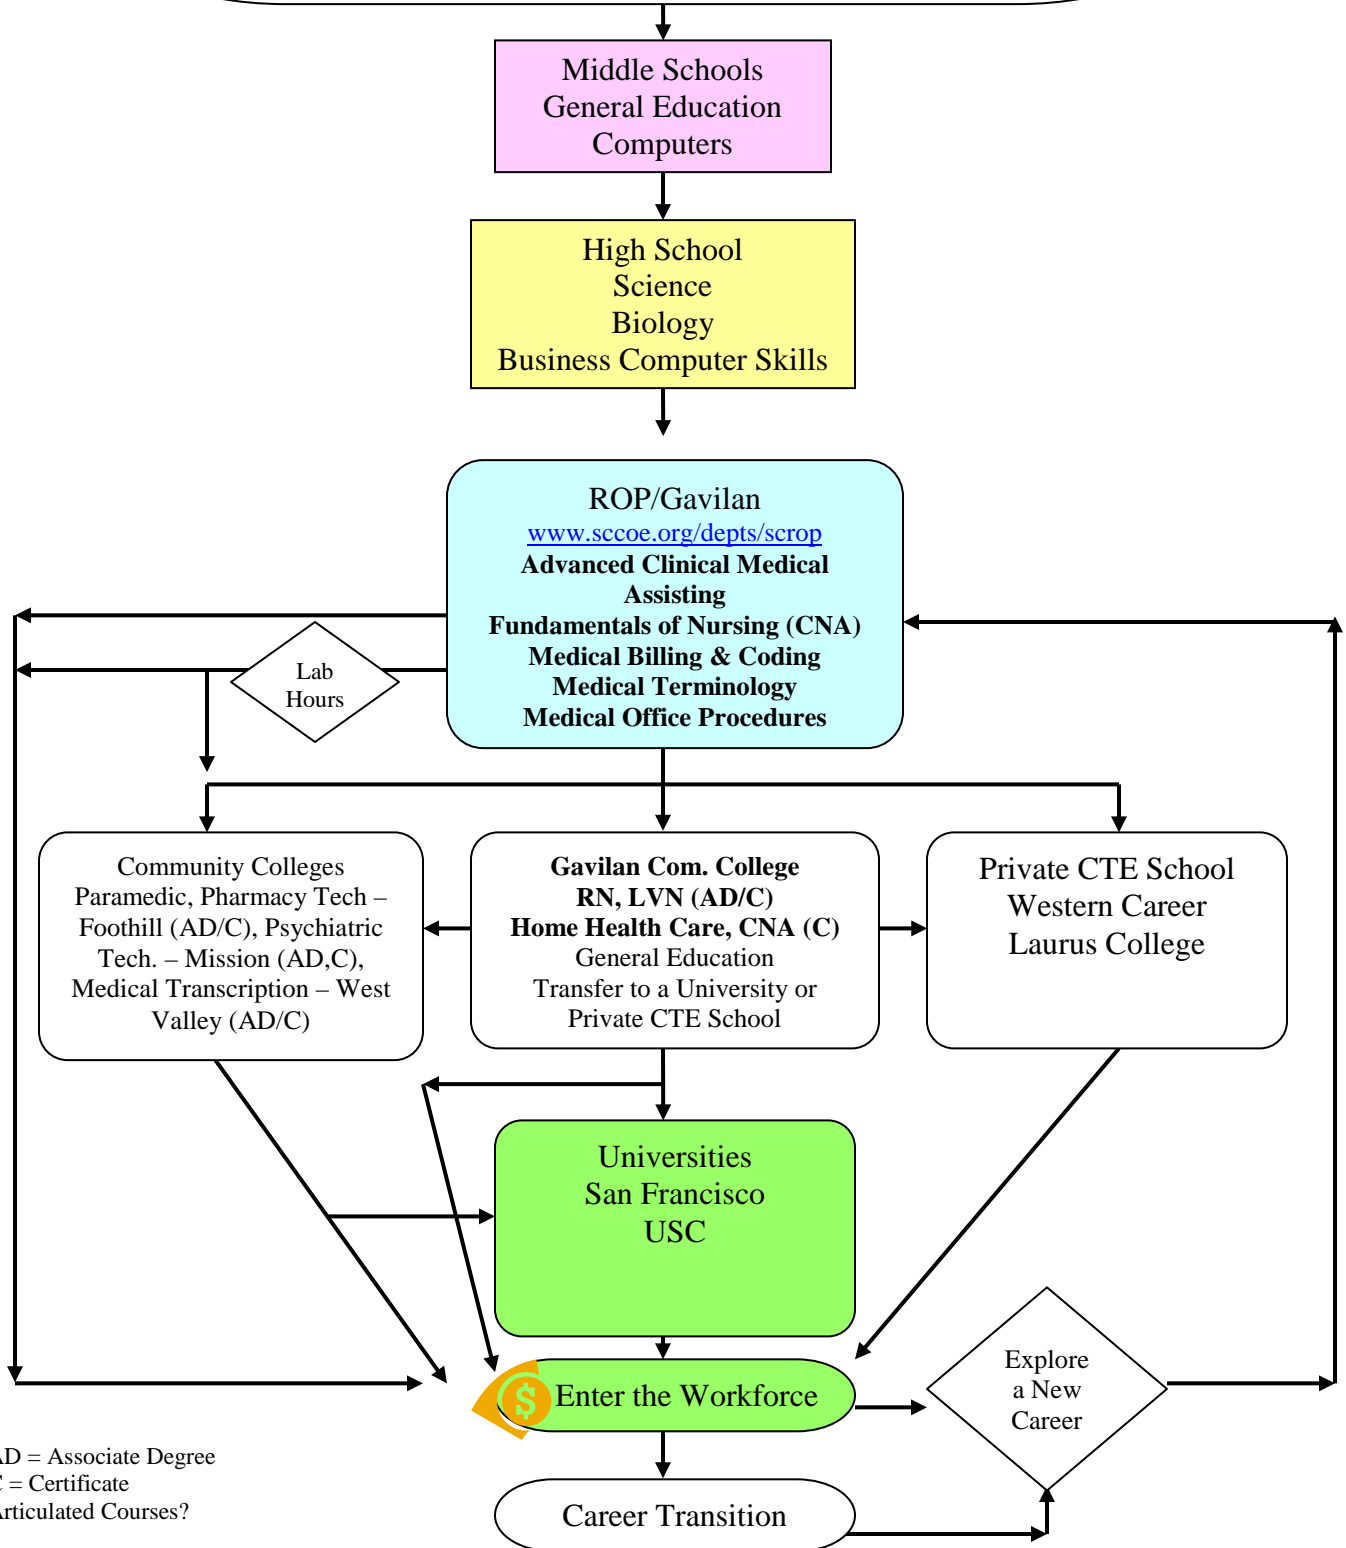 Middle Schools
General Education
Computers
High School
Science
Biology
Business Computer Skills
ROP/Gavilan
www.sccoe.org/depts/scrop
Advanced Clinical Medical
Assisting
Fundamentals of Nursing (CNA)
Medical Billing & Coding
Medical Terminology
Medical Office Procedures
Lab
Hours
Community Colleges
Paramedic, Pharmacy Tech –
Foothill (AD/C), Psychiatric
Tech. – Mission (AD,C),
Medical Transcription – West
Valley (AD/C)
Gavilan Com. College
RN, LVN (AD/C)
Home Health Care, CNA (C)
General Education
Transfer to a University or
Private CTE School
Private CTE School
Western Career
Laurus College
Universities
San Francisco
USC
$ Enter the Workforce
Explore
a New
Career
AD = Associate Degree
C = Certificate
Articulated Courses?
Career Transition